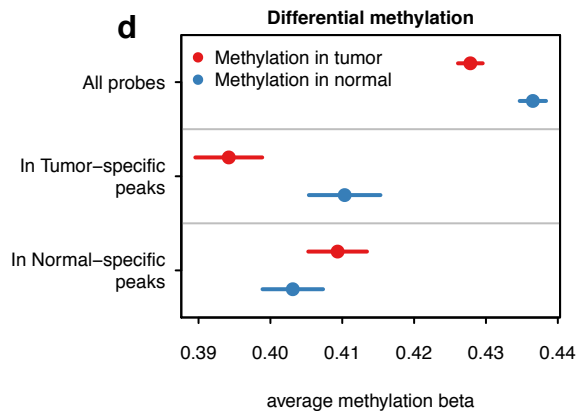 d
Differential methylation
Methylation in tumor
Methylation in normal
All probes
In Tumor−specific
peaks
In Normal−specific
peaks
0.39 0.40 0.41 0.42 0.43 0.44
average methylation beta